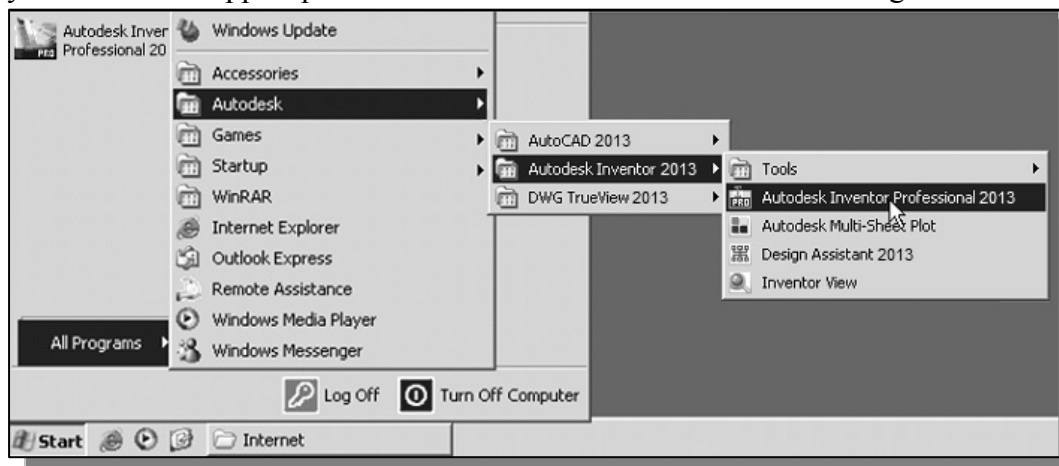 Autodesk Inver
Professional 20
All Programs
Windows Update
Accessories
Autodesk
Games
Startup
WinRAR
Internet Explorer
Outlook Express
Remote Assistance
Windows Media Player
Windows Messenger
AutoCAD 2013
Autodesk Inventor 2013
DWG TrueView 2013
Tools
Autodesk Inventor Professional 2013
Autodesk Multi-Sheet Plot
Design Assistant 2013
Inventor View
Log Off
Turn Off Computer
Start
Internet